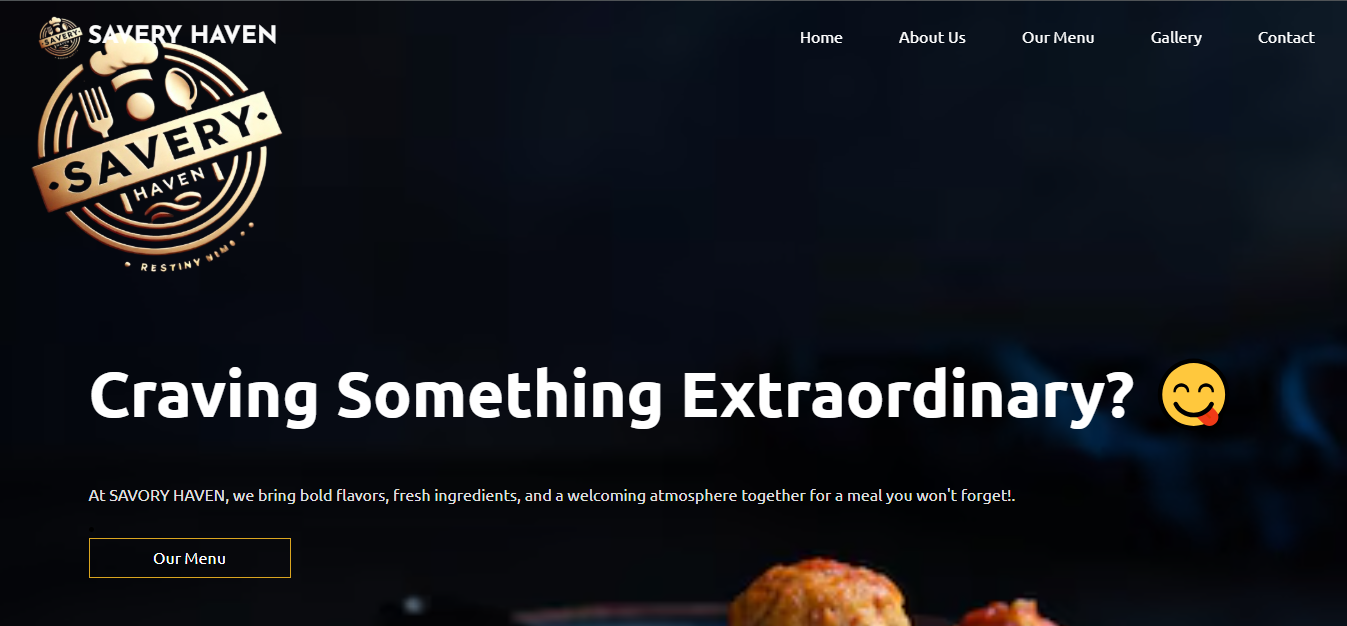 SAVERY
SAVERY HAVEN
Home
About Us
Our Menu
Gallery
Contact
· SAVERY ·
HAVEN
• RESTINY
Craving Something Extraordinary? 😋
At SAVORY HAVEN, we bring bold flavors, fresh ingredients, and a welcoming atmosphere together for a meal you won't forget!.
Our Menu